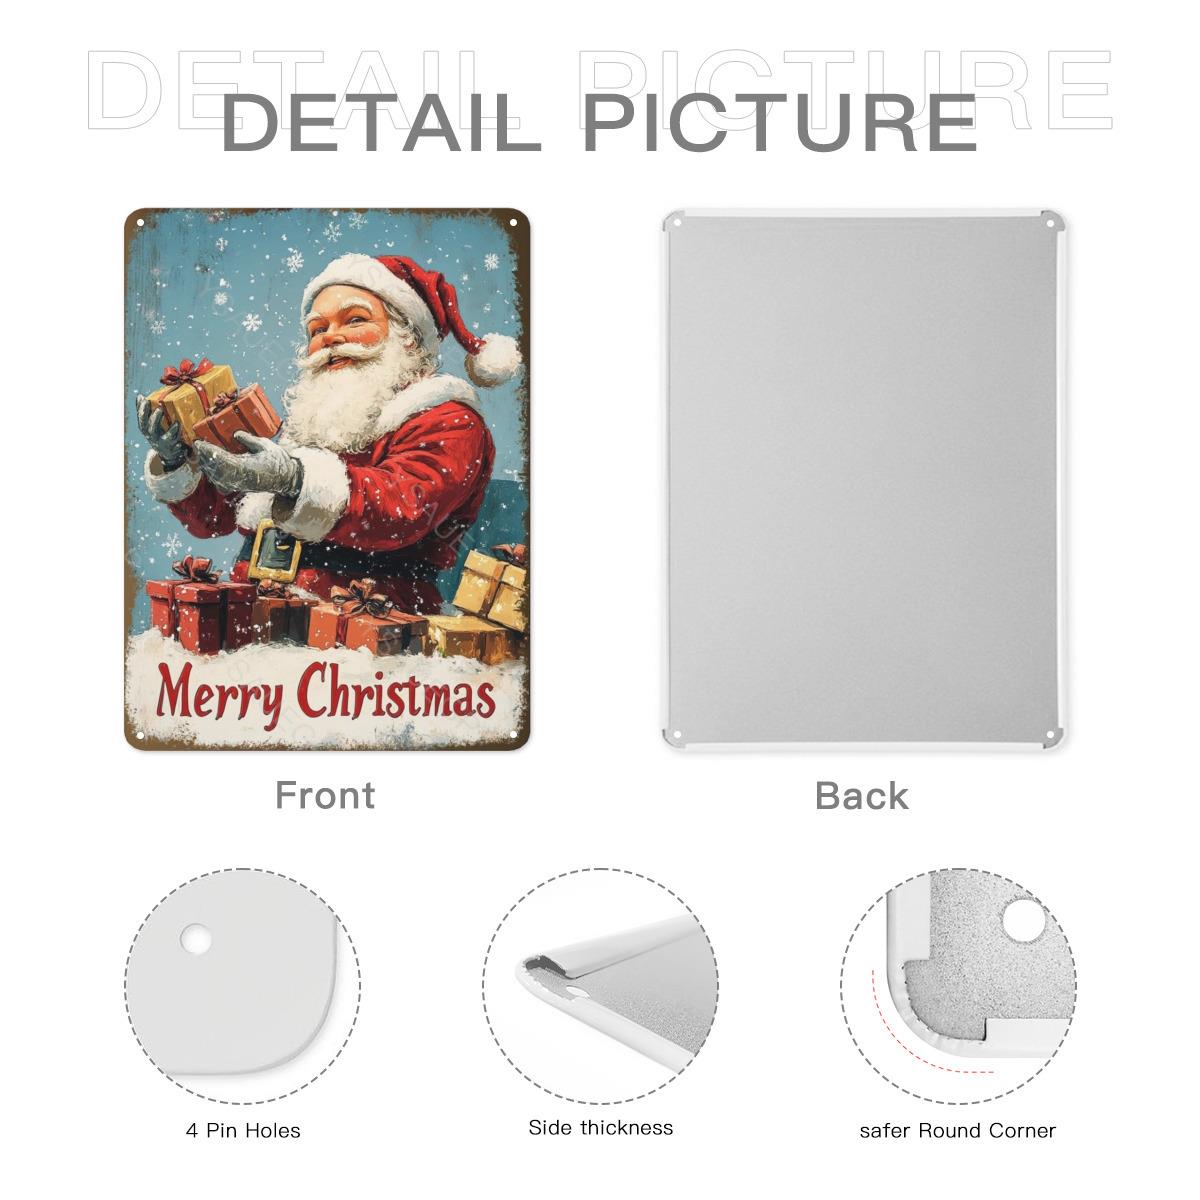 DETAIL PICTURE
DETAIL PICTURE
Merry Christmas
Front
Back
4 Pin Holes
Side thickness
safer Round Corner